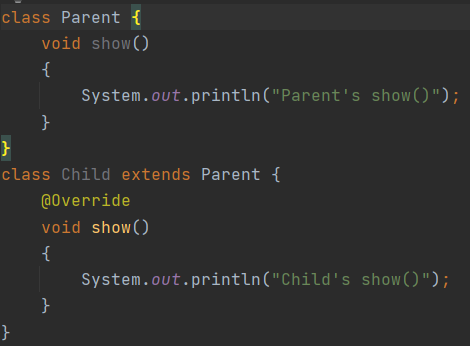 class Parent {
    void show()
    {
        System.out.println("Parent's show()");
    }
}
class Child extends Parent {
    @Override
    void show()
    {
        System.out.println("Child's show()");
    }
}